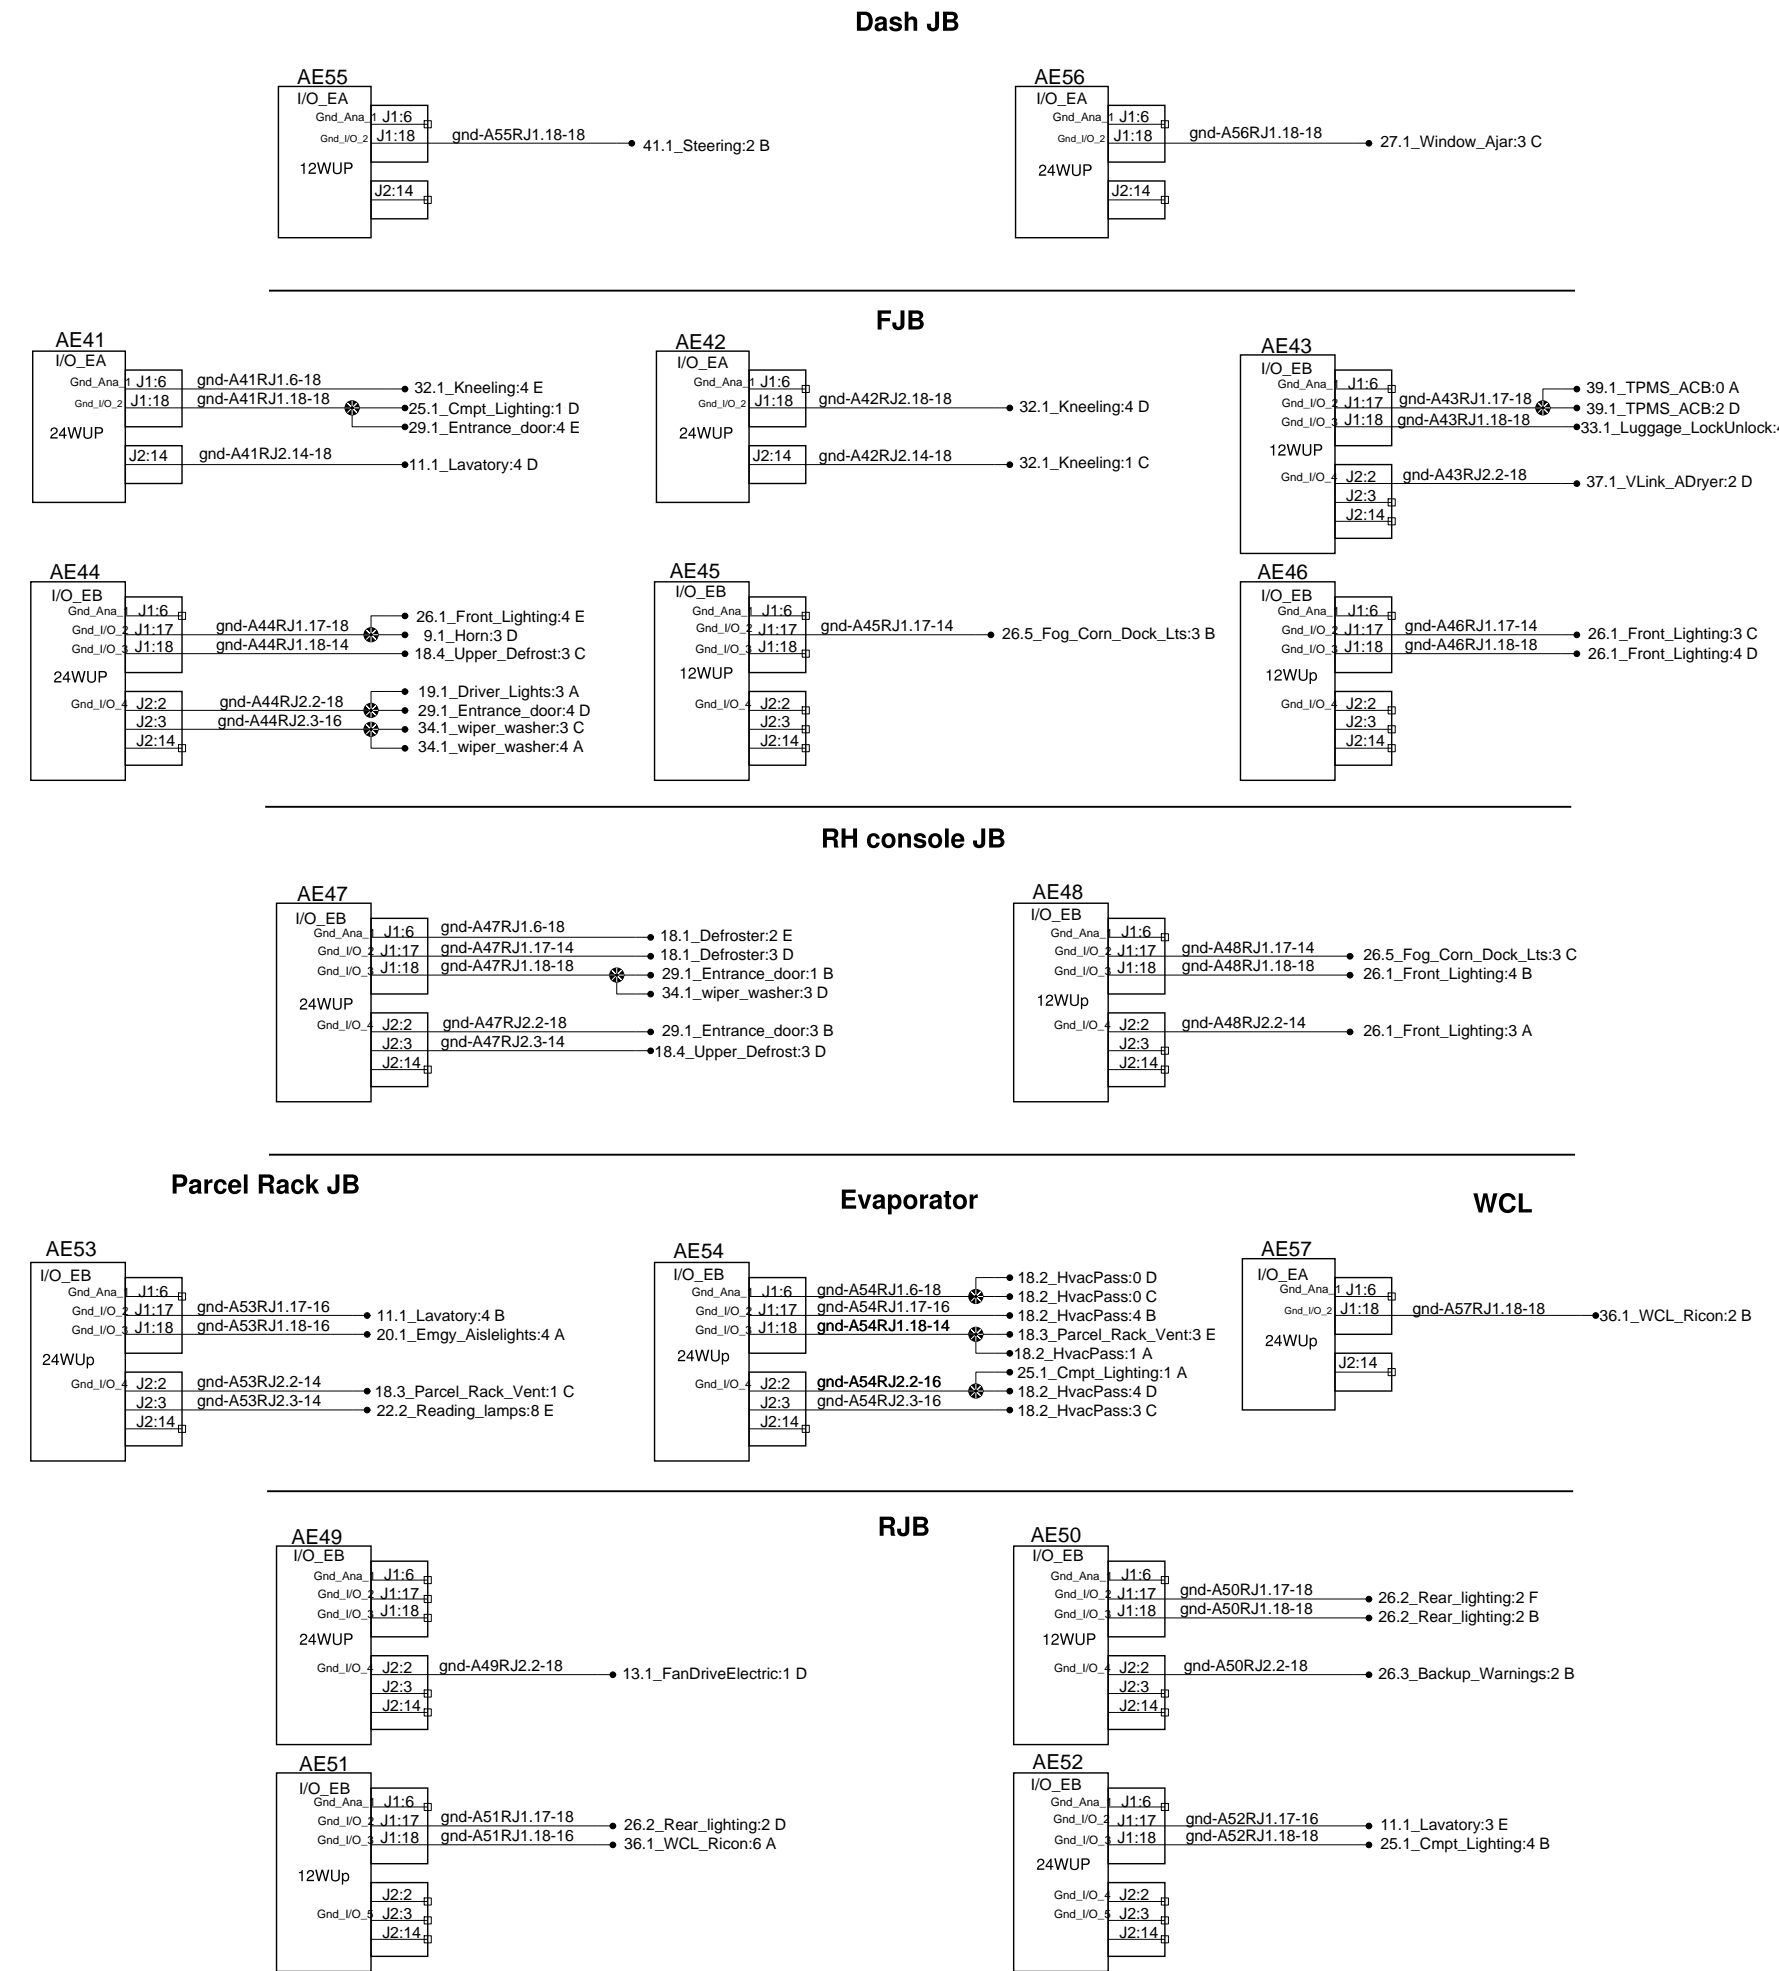 Dash JB
AE55
I/O_EA
Gnd_Ana_1 J1:6
Gnd_I/O_2 J1:18 gnd-A55RJ1.18-18 41.1_Steering:2 B
12WUP
J2:14
AE56
I/O_EA
Gnd_Ana_1 J1:6
Gnd_I/O_2 J1:18 gnd-A56RJ1.18-18 27.1_Window_Ajar:3 C
24WUP
J2:14
FJB
AE41
I/O_EA
Gnd_Ana_1 J1:6 gnd-A41RJ1.6-18 32.1_Kneeling:4 E
Gnd_I/O_2 J1:18 gnd-A41RJ1.18-18 25.1_Cmpt_Lighting:1 D
29.1_Entrance_door:4 E
24WUP
J2:14 gnd-A41RJ2.14-18 11.1_Lavatory:4 D
AE42
I/O_EA
Gnd_Ana_1 J1:6
Gnd_I/O_2 J1:18 gnd-A42RJ2.18-18 32.1_Kneeling:4 D
24WUP
J2:14 gnd-A42RJ2.14-18 32.1_Kneeling:1 C
AE43
I/O_EB
Gnd_Ana_1 J1:6 39.1_TPMS_ACB:0 A
Gnd_I/O_2 J1:17 gnd-A43RJ1.17-18 39.1_TPMS_ACB:2 D
Gnd_I/O_3 J1:18 gnd-A43RJ1.18-18 33.1_Luggage_LockUnlock:
12WUP
Gnd_I/O_4 J2:2 gnd-A43RJ2.2-18 37.1_VLink_ADryer:2 D
J2:3
J2:14
AE44
I/O_EB
Gnd_Ana_1 J1:6 26.1_Front_Lighting:4 E
Gnd_I/O_2 J1:17 gnd-A44RJ1.17-18 9.1_Horn:3 D
Gnd_I/O_3 J1:18 gnd-A44RJ1.18-14 18.4_Upper_Defrost:3 C
24WUP
19.1_Driver_Lights:3 A
Gnd_I/O_4 J2:2 gnd-A44RJ2.2-18 29.1_Entrance_door:4 D
J2:3 gnd-A44RJ2.3-16 34.1_wiper_washer:3 C
J2:14 34.1_wiper_washer:4 A
AE45
I/O_EB
Gnd_Ana_1 J1:6
Gnd_I/O_2 J1:17 gnd-A45RJ1.17-14 26.5_Fog_Corn_Dock_Lts:3 B
Gnd_I/O_3 J1:18
12WUP
Gnd_I/O_4 J2:2
J2:3
J2:14
AE46
I/O_EB
Gnd_Ana_1 J1:6
Gnd_I/O_2 J1:17 gnd-A46RJ1.17-14 26.1_Front_Lighting:3 C
Gnd_I/O_3 J1:18 gnd-A46RJ1.18-18 26.1_Front_Lighting:4 D
12WUp
Gnd_I/O_4 J2:2
J2:3
J2:14
RH console JB
AE47
I/O_EB
Gnd_Ana_1 J1:6 gnd-A47RJ1.6-18 18.1_Defroster:2 E
Gnd_I/O_2 J1:17 gnd-A47RJ1.17-14 18.1_Defroster:3 D
Gnd_I/O_3 J1:18 gnd-A47RJ1.18-18 29.1_Entrance_door:1 B
34.1_wiper_washer:3 D
24WUP
Gnd_I/O_4 J2:2 gnd-A47RJ2.2-18 29.1_Entrance_door:3 B
J2:3 gnd-A47RJ2.3-14 18.4_Upper_Defrost:3 D
J2:14
AE48
I/O_EB
Gnd_Ana_1 J1:6
Gnd_I/O_2 J1:17 gnd-A48RJ1.17-14 26.5_Fog_Corn_Dock_Lts:3 C
Gnd_I/O_3 J1:18 gnd-A48RJ1.18-18 26.1_Front_Lighting:4 B
12WUp
Gnd_I/O_4 J2:2 gnd-A48RJ2.2-14 26.1_Front_Lighting:3 A
J2:3
J2:14
Parcel Rack JB
AE53
I/O_EB
Gnd_Ana_1 J1:6
Gnd_I/O_2 J1:17 gnd-A53RJ1.17-16 11.1_Lavatory:4 B
Gnd_I/O_3 J1:18 gnd-A53RJ1.18-16 20.1_Emgy_Aislelights:4 A
24WUp
Gnd_I/O_4 J2:2 gnd-A53RJ2.2-14 18.3_Parcel_Rack_Vent:1 C
J2:3 gnd-A53RJ2.3-14 22.2_Reading_lamps:8 E
J2:14
Evaporator
AE54
I/O_EB
18.2_HvacPass:0 D
Gnd_Ana_1 J1:6 gnd-A54RJ1.6-18 18.2_HvacPass:0 C
Gnd_I/O_2 J1:17 gnd-A54RJ1.17-16 18.2_HvacPass:4 B
Gnd_I/O_3 J1:18 gnd-A54RJ1.18-14 18.3_Parcel_Rack_Vent:3 E
18.2_HvacPass:1 A
24WUp
25.1_Cmpt_Lighting:1 A
Gnd_I/O_4 J2:2 gnd-A54RJ2.2-16 18.2_HvacPass:4 D
J2:3 gnd-A54RJ2.3-16 18.2_HvacPass:3 C
J2:14
WCL
AE57
I/O_EA
Gnd_Ana_1 J1:6
Gnd_I/O_2 J1:18 gnd-A57RJ1.18-18 36.1_WCL_Ricon:2 B
24WUp
J2:14
RJB
AE49
I/O_EB
Gnd_Ana_1 J1:6
Gnd_I/O_2 J1:17
Gnd_I/O_3 J1:18
24WUP
Gnd_I/O_4 J2:2 gnd-A49RJ2.2-18 13.1_FanDriveElectric:1 D
J2:3
J2:14
AE50
I/O_EB
Gnd_Ana_1 J1:6
Gnd_I/O_2 J1:17 gnd-A50RJ1.17-18 26.2_Rear_lighting:2 F
Gnd_I/O_3 J1:18 gnd-A50RJ1.18-18 26.2_Rear_lighting:2 B
12WUP
Gnd_I/O_4 J2:2 gnd-A50RJ2.2-18 26.3_Backup_Warnings:2 B
J2:3
J2:14
AE51
I/O_EB
Gnd_Ana_1 J1:6
Gnd_I/O_2 J1:17 gnd-A51RJ1.17-18 26.2_Rear_lighting:2 D
Gnd_I/O_3 J1:18 gnd-A51RJ1.18-16 36.1_WCL_Ricon:6 A
12WUp
J2:2
Gnd_I/O_5 J2:3
J2:14
AE52
I/O_EB
Gnd_Ana_1 J1:6
Gnd_I/O_2 J1:17 gnd-A52RJ1.17-16 11.1_Lavatory:3 E
Gnd_I/O_3 J1:18 gnd-A52RJ1.18-18 25.1_Cmpt_Lighting:4 B
24WUP
Gnd_I/O_4 J2:2
Gnd_I/O_5 J2:3
J2:14